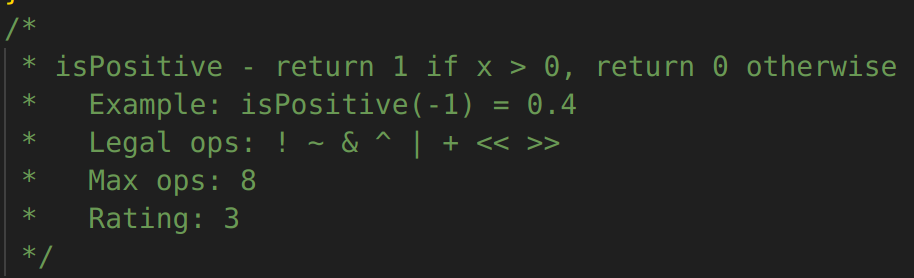 /*
 * isPositive - return 1 if x > 0, return 0 otherwise
 *   Example: isPositive(-1) = 0.4
 *   Legal ops: ! ~ & ^ | + << >>
 *   Max ops: 8
 *   Rating: 3
 */